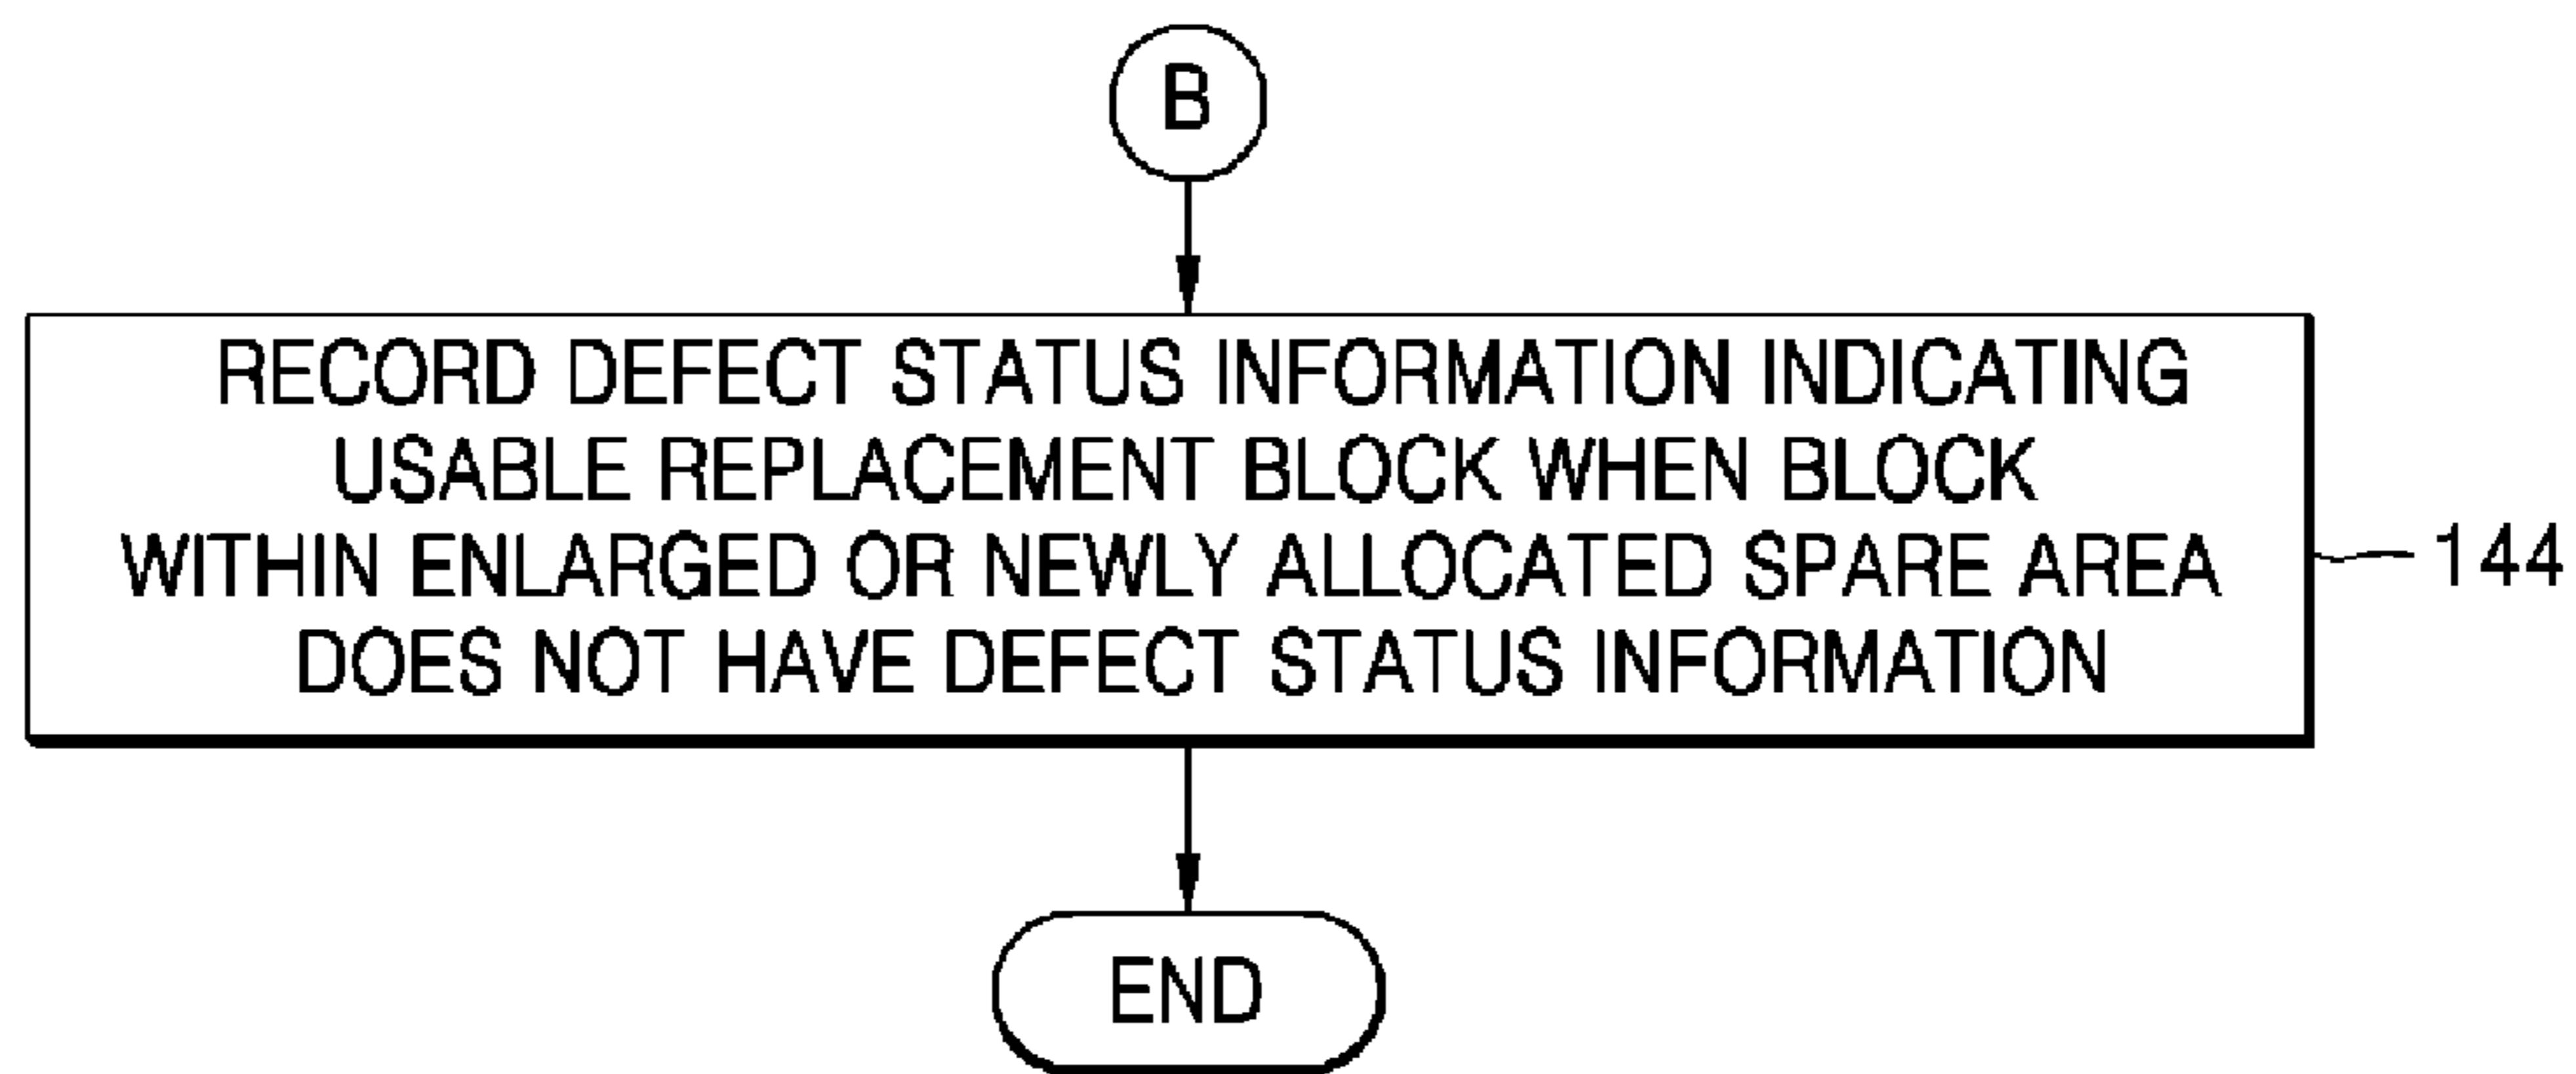 B
RECORD DEFECT STATUS INFORMATION INDICATING
USABLE REPLACEMENT BLOCK WHEN BLOCK
WITHIN ENLARGED OR NEWLY ALLOCATED SPARE AREA
DOES NOT HAVE DEFECT STATUS INFORMATION
144
END